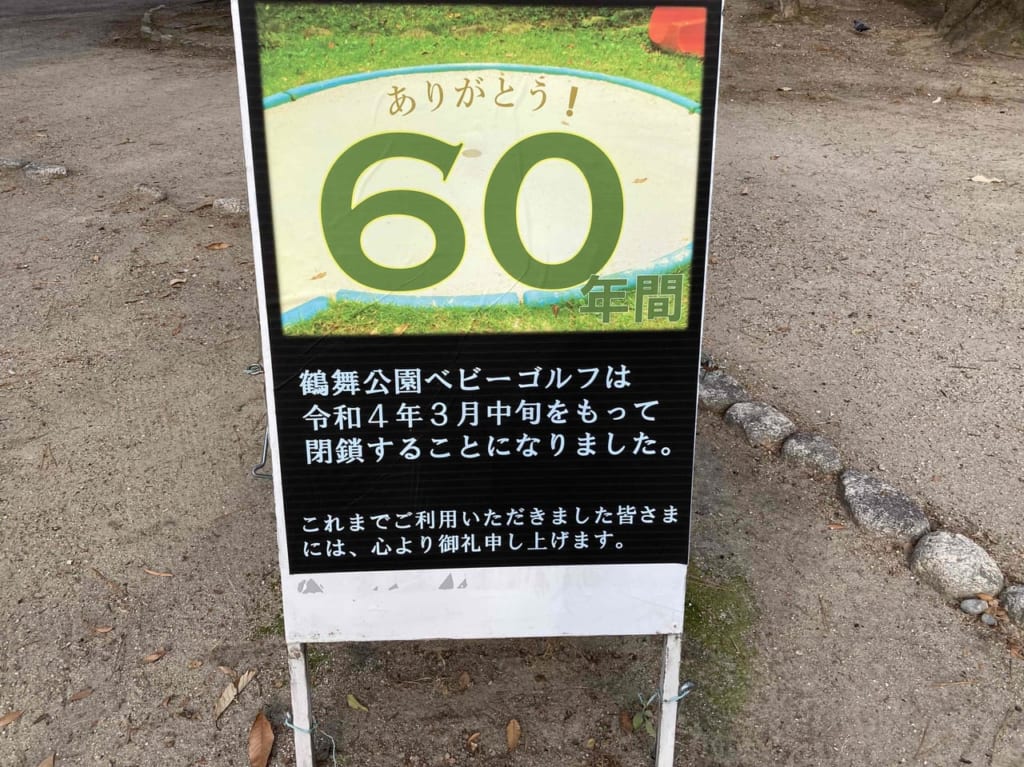 ありがとう!
60
年間
鶴舞公園ベビーゴルフは
令和４年３月中旬をもって
閉鎖することになりました。
これまでご利用いただきました皆さま
には、心より御礼申し上げます。